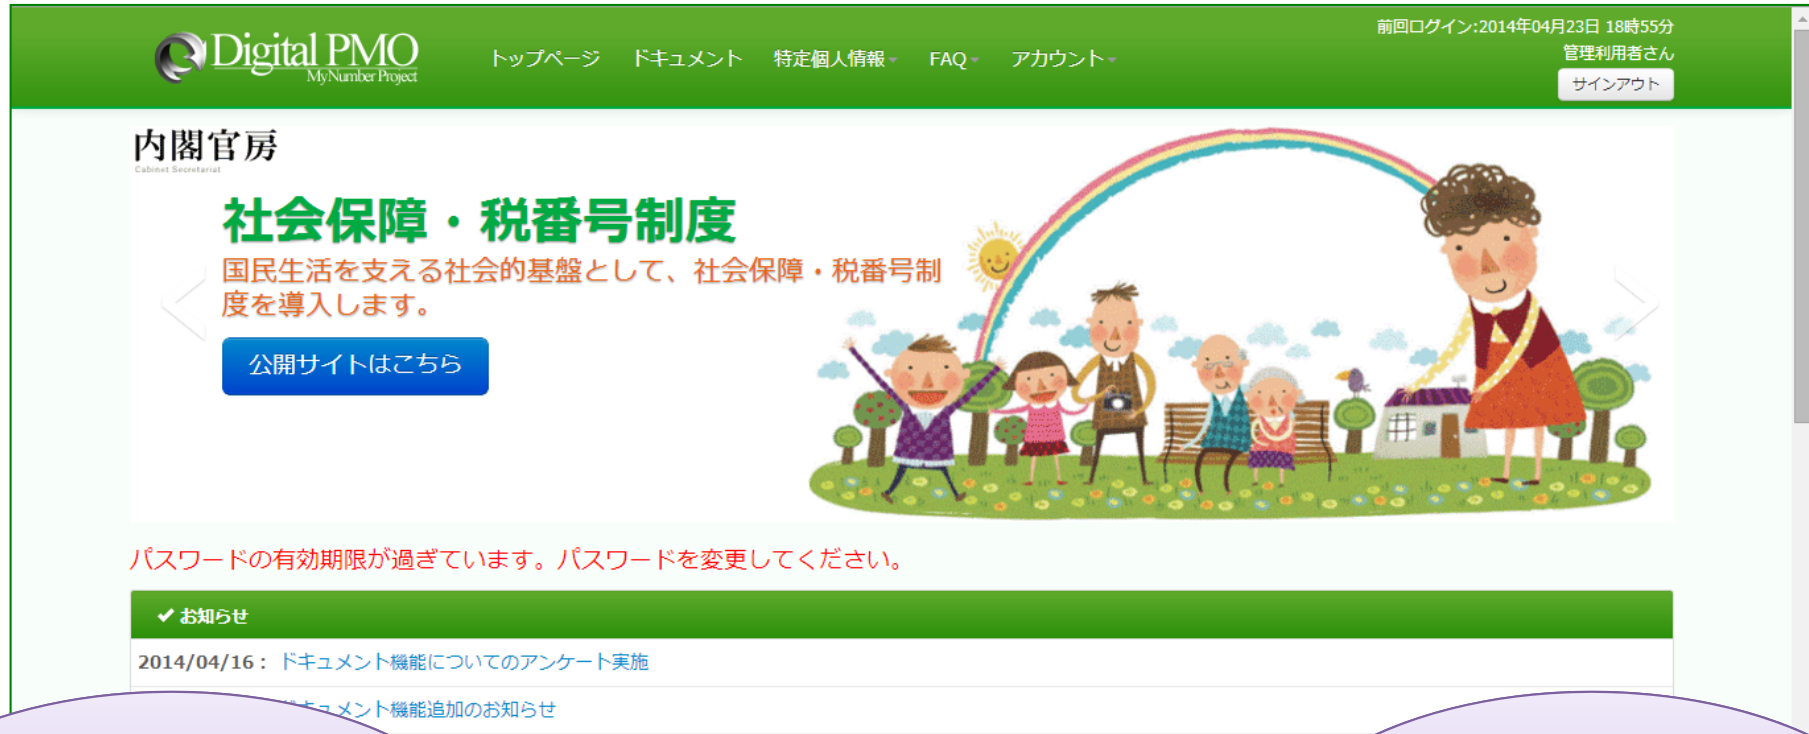 Digital PMO
MyNumber Project
トップページ ドキュメント 特定個人情報 FAQ アカウント
前回ログイン:2014年04月23日 18時55分
管理利用者さん
サインアウト
内閣官房
Cabinet Secretariat
社会保障・税番号制度
国民生活を支える社会的基盤として、社会保障・税番号制
度を導入します。
公開サイトはこちら
パスワードの有効期限が過ぎています。パスワードを変更してください。
お知らせ
2014/04/16： ドキュメント機能についてのアンケート実施
ドキュメント機能追加のお知らせ